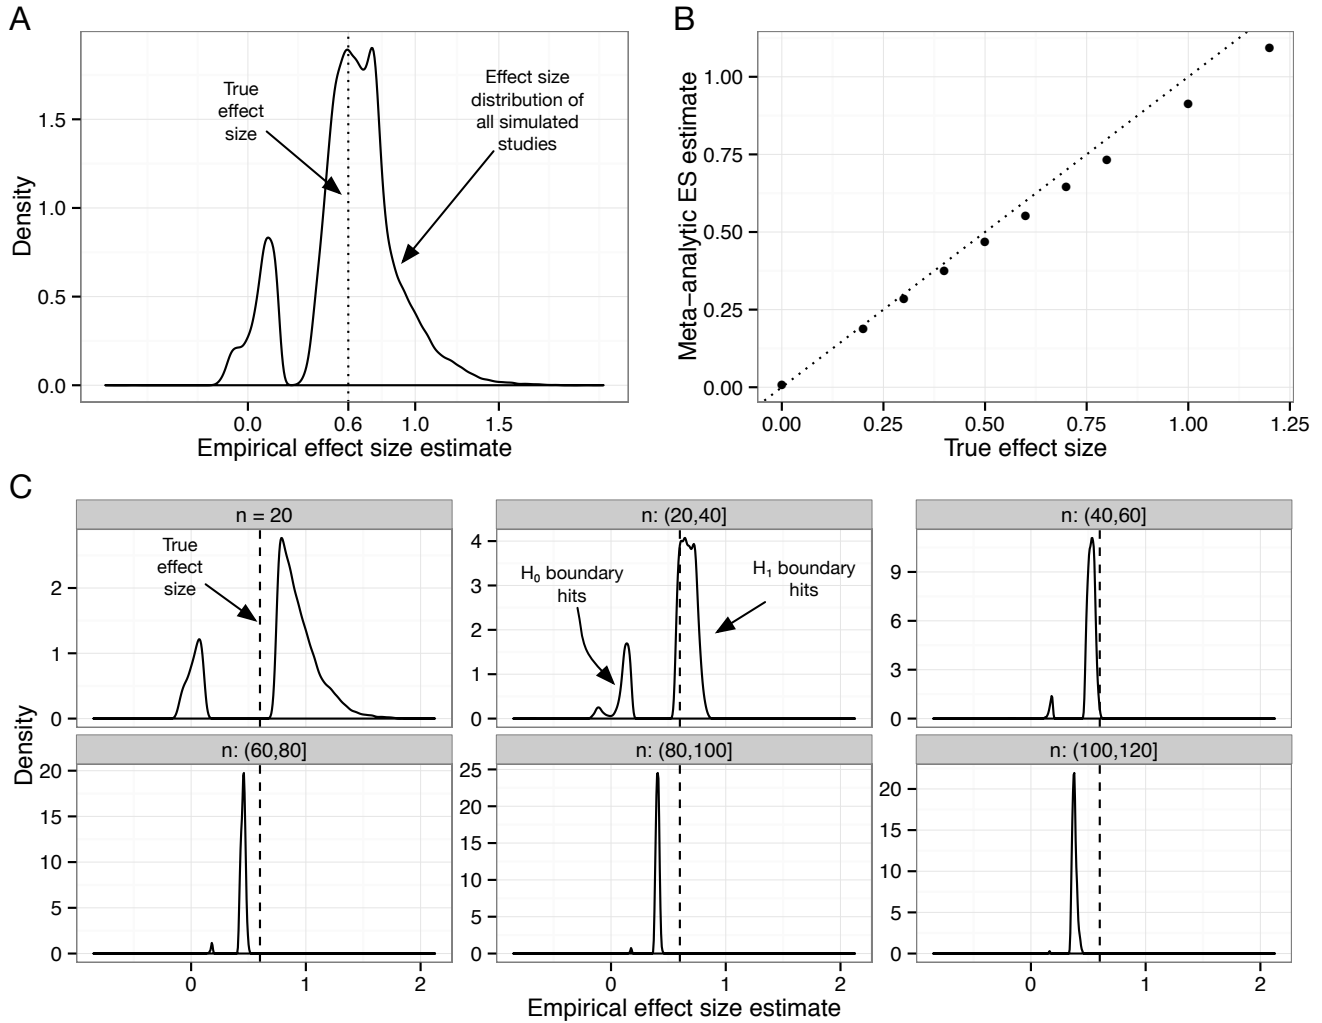 A
Density
1.5
1.0
0.5
0.0
True
effect
size
Effect size
distribution of
all simulated
studies
0.0 0.6 1.0 1.5
Empirical effect size estimate
B
Meta−analytic ES estimate
1.00
0.75
0.50
0.25
0.00
0.00 0.25 0.50 0.75 1.00 1.25
True effect size
C
Density
n = 20
True
effect
size
2
1
0
n: (20,40]
H₀ boundary
hits
H₁ boundary
hits
4
3
2
1
0
n: (40,60]
9
6
3
0
n: (60,80]
20
15
10
5
0
0 1 2
n: (80,100]
25
20
15
10
5
0
0 1 2
n: (100,120]
20
15
10
5
0
0 1 2
Empirical effect size estimate